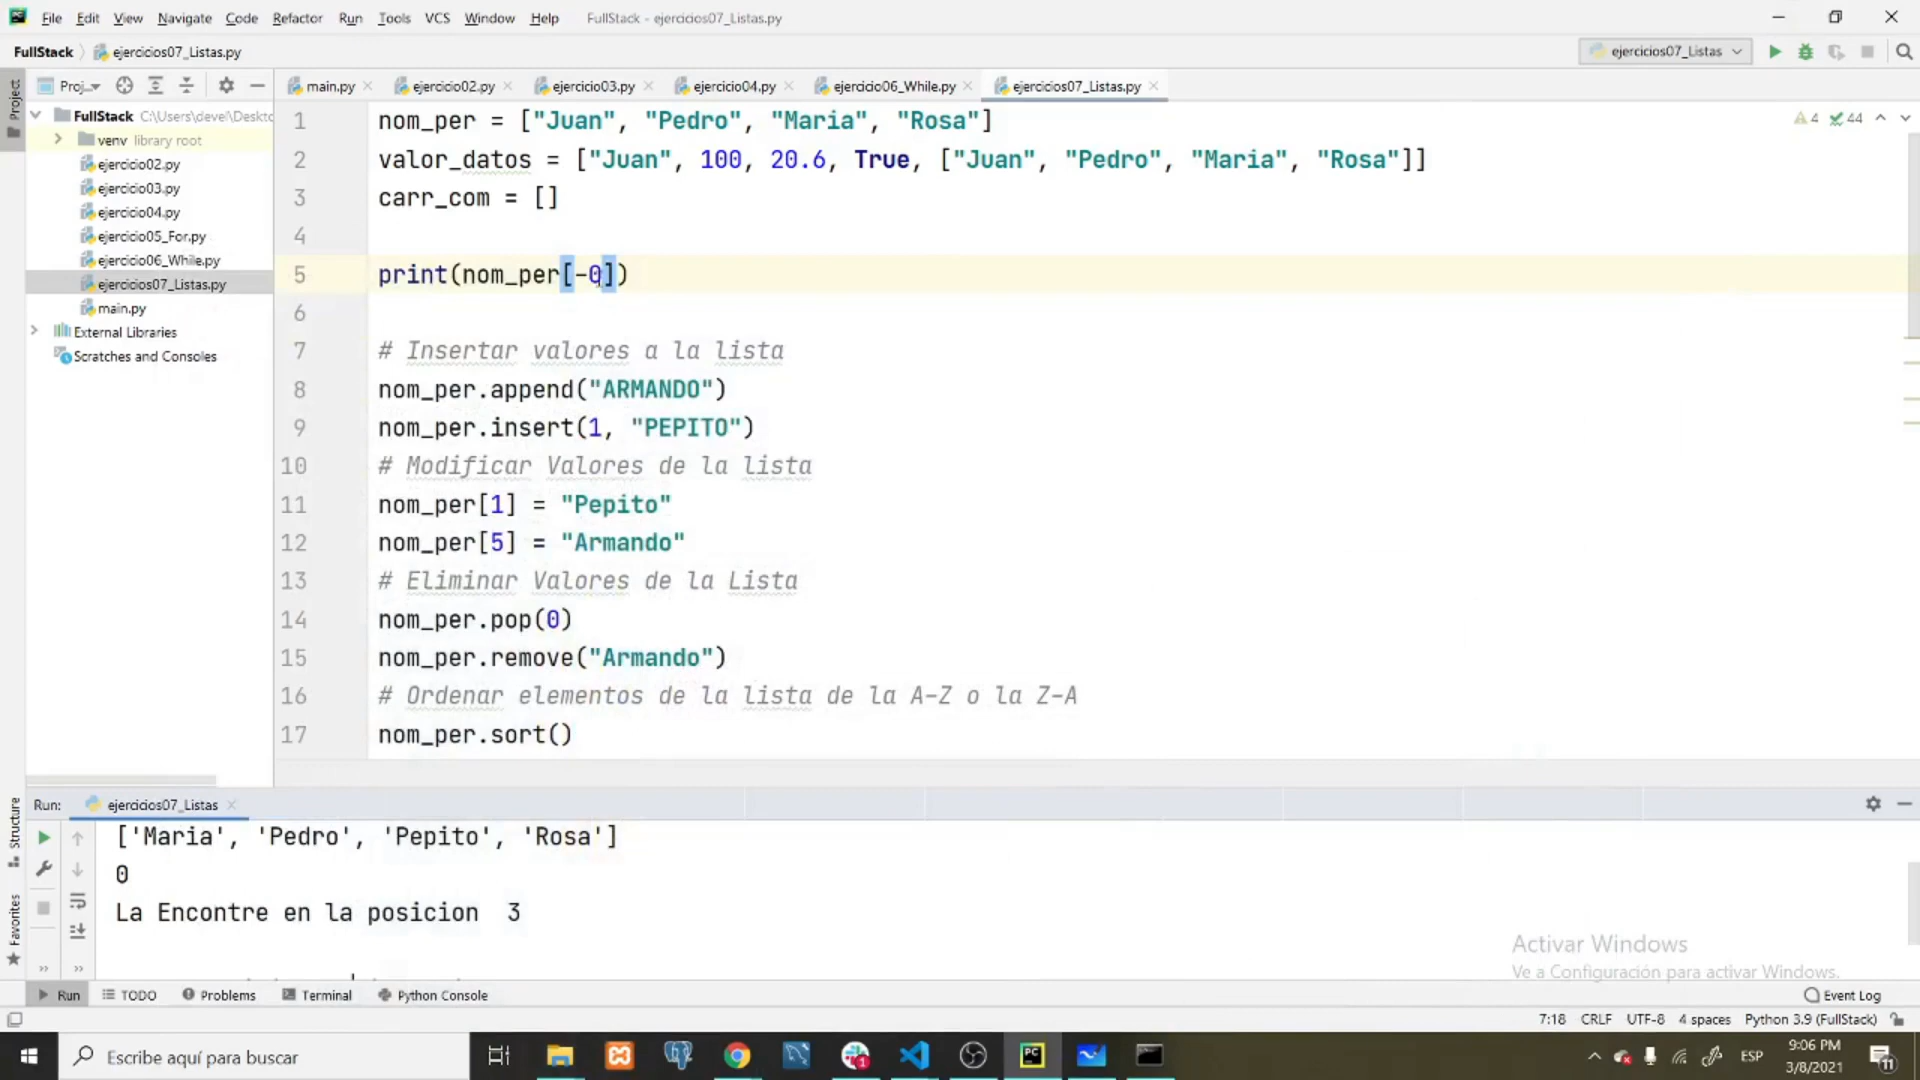 File Edit View Navigate Code Refactor Run Tools VCS Window Help FullStack - ejercicios07_Listas.py
FullStack ejercicios07_Listas.py ejercicios07_Listas
Project Proj... main.py ejercicio02.py ejercicio03.py ejercicio04.py ejercicio06_While.py ejercicios07_Listas.py
FullStack C:\Users\devel\Deskto
venv library root
ejercicio02.py
ejercicio03.py
ejercicio04.py
ejercicio05_For.py
ejercicio06_While.py
ejercicios07_Listas.py
main.py
External Libraries
Scratches and Consoles
1 nom_per = ["Juan", "Pedro", "Maria", "Rosa"]
4 44
2 valor_datos = ["Juan", 100, 20.6, True, ["Juan", "Pedro", "Maria", "Rosa"]]
3 carr_com = []
4
5 print(nom_per[-0])
6
7 # Insertar valores a la lista
8 nom_per.append("ARMANDO")
9 nom_per.insert(1, "PEPITO")
10 # Modificar Valores de la lista
11 nom_per[1] = "Pepito"
12 nom_per[5] = "Armando"
13 # Eliminar Valores de la Lista
14 nom_per.pop(0)
15 nom_per.remove("Armando")
16 # Ordenar elementos de la lista de la A-Z o la Z-A
17 nom_per.sort()
Structure
Favorites
Run: ejercicios07_Listas
['Maria', 'Pedro', 'Pepito', 'Rosa']
0
La Encontre en la posicion  3
Activar Windows
Ve a Configuración para activar Windows.
Run TODO Problems Terminal Python Console Event Log
7:18 CRLF UTF-8 4 spaces Python 3.9 (FullStack)
Escribe aquí para buscar
ESP
9:06 PM
3/8/2021
11